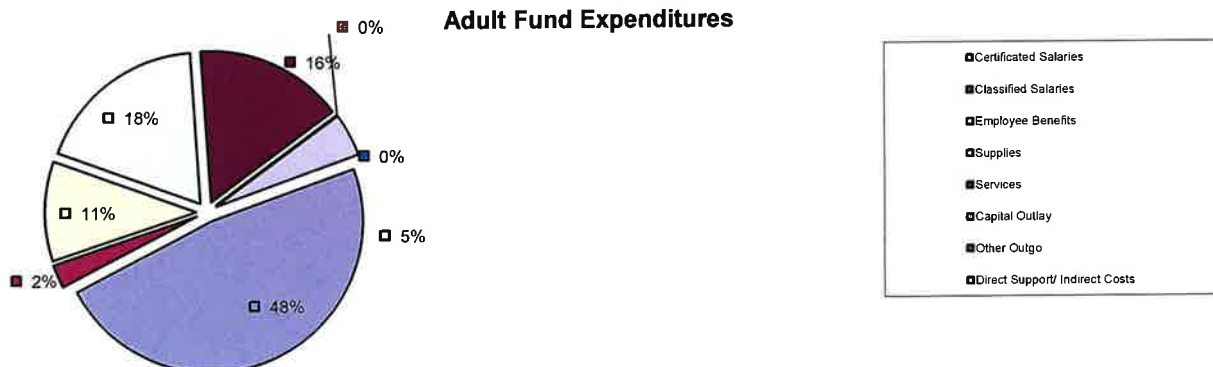 Adult Fund Expenditures
0%
16%
18%
0%
11%
5%
2%
48%
Certificated Salaries
Classified Salaries
Employee Benefits
Supplies
Services
Capital Outlay
Other Outgo
Direct Support/ Indirect Costs